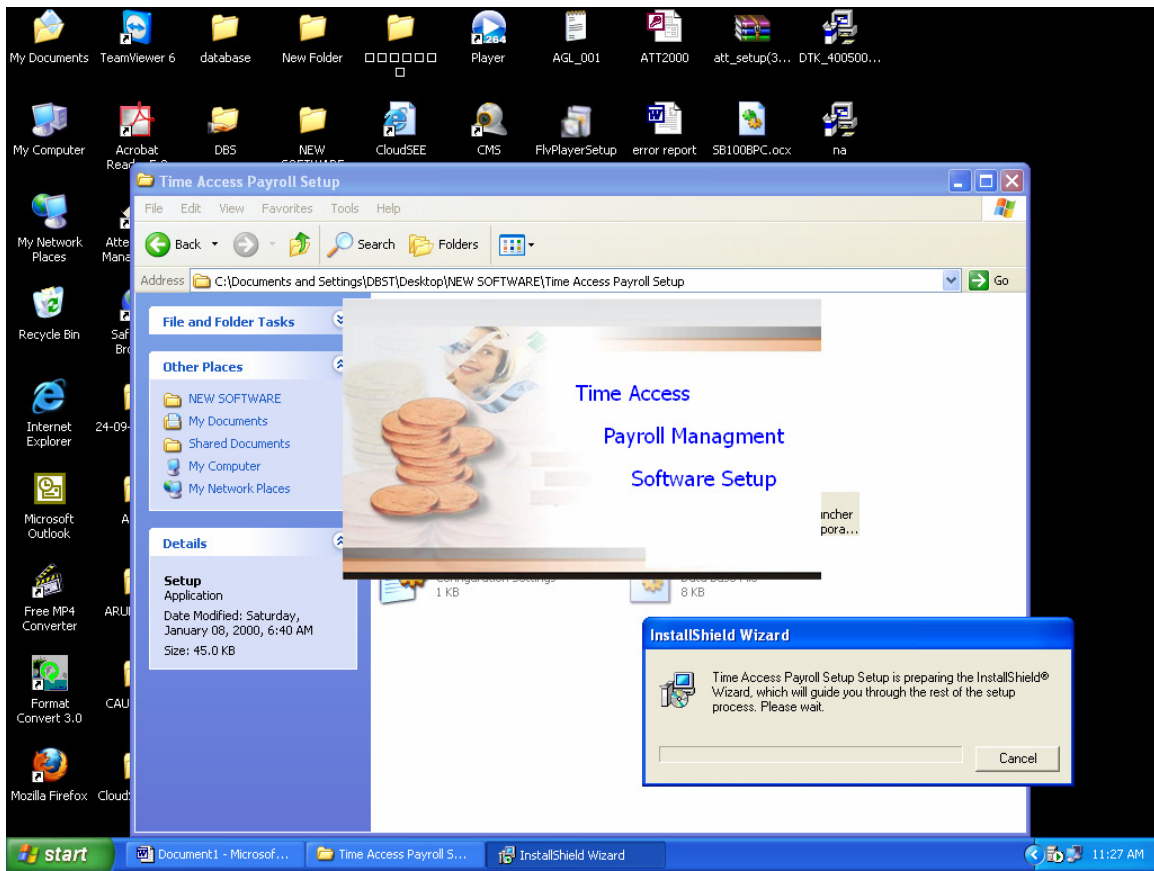 My Documents
TeamViewer 6
database
New Folder
264
Player
AGL_001
ATT2000
att_setup(3...
DTK_400500...
My Computer
Acrobat
DBS
NEW
CloudSEE
CMS
FlvPlayerSetup
error report
SB100BPC.ocx
na
Time Access Payroll Setup
File Edit View Favorites Tools Help
My Network
Places
Back
Search
Folders
Address
C:\Documents and Settings\DBST\Desktop\NEW SOFTWARE\Time Access Payroll Setup
Go
Recycle Bin
File and Folder Tasks
Other Places
NEW SOFTWARE
My Documents
Shared Documents
My Computer
My Network Places
Internet
Explorer
24-09-
Time Access
Payroll Managment
Software Setup
Microsoft
Outlook
Details
Setup
Application
Date Modified: Saturday,
January 08, 2000, 6:40 AM
Size: 45.0 KB
1 KB
8 KB
Free MP4
Converter
InstallShield Wizard
Time Access Payroll Setup Setup is preparing the InstallShield®
Wizard, which will guide you through the rest of the setup
process. Please wait.
Cancel
Format
Convert 3.0
Mozilla Firefox
start
Document1 - Microsof...
Time Access Payroll S...
InstallShield Wizard
11:27 AM